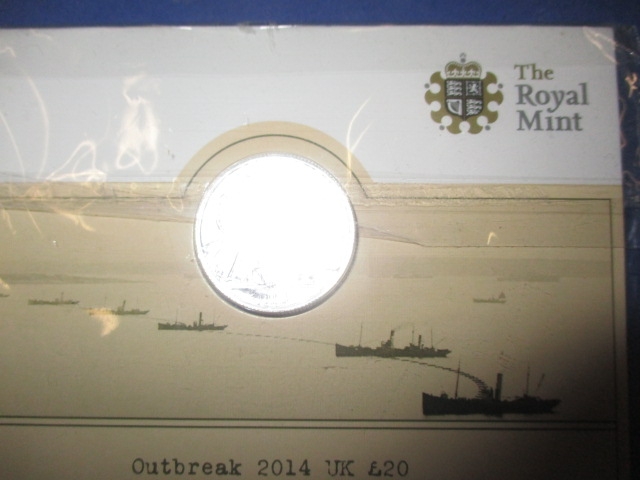 The
Royal
Mint
Outbreak 2014 UK £20